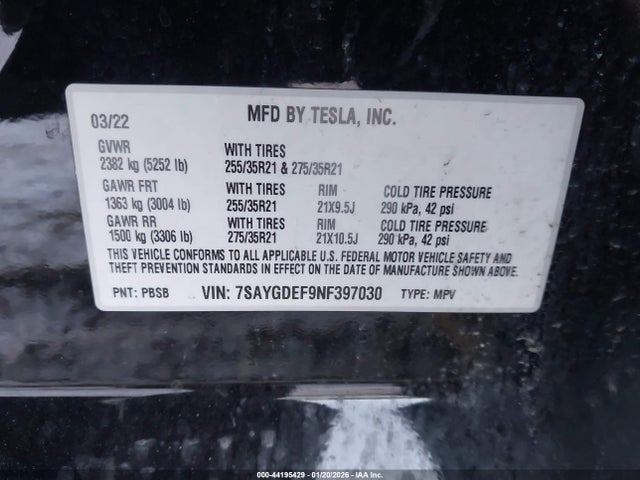 03/22 MFD BY TESLA, INC.
GVWR WITH TIRES
2382 kg (5252 lb) 255/35R21 & 275/35R21
GAWR FRT WITH TIRES RIM COLD TIRE PRESSURE
1363 kg (3004 lb) 255/35R21 21X9.5J 290 kPa, 42 psi
GAWR RR WITH TIRES RIM COLD TIRE PRESSURE
1500 kg (3306 lb) 275/35R21 21X10.5J 290 kPa, 42 psi
THIS VEHICLE CONFORMS TO ALL APPLICABLE U.S. FEDERAL MOTOR VEHICLE SAFETY AND
THEFT PREVENTION STANDARDS IN EFFECT ON THE DATE OF MANUFACTURE SHOWN ABOVE.
PNT: PBSB VIN: 7SAYGDEF9NF397030 TYPE: MPV
000-44195429 - 01/20/2026 - IAA Inc.